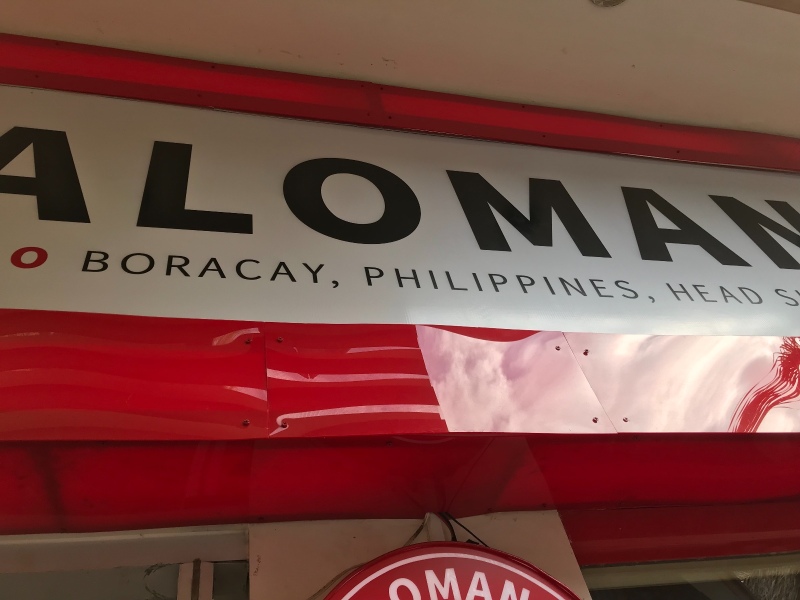 ALOMAN
O BORACAY, PHILIPPINES, HEAD S
OMAN